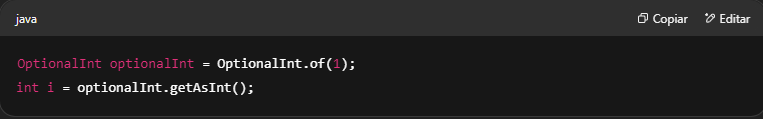 java
Copiar
Editar
OptionalInt optionalInt = OptionalInt.of(1);
int i = optionalInt.getAsInt();